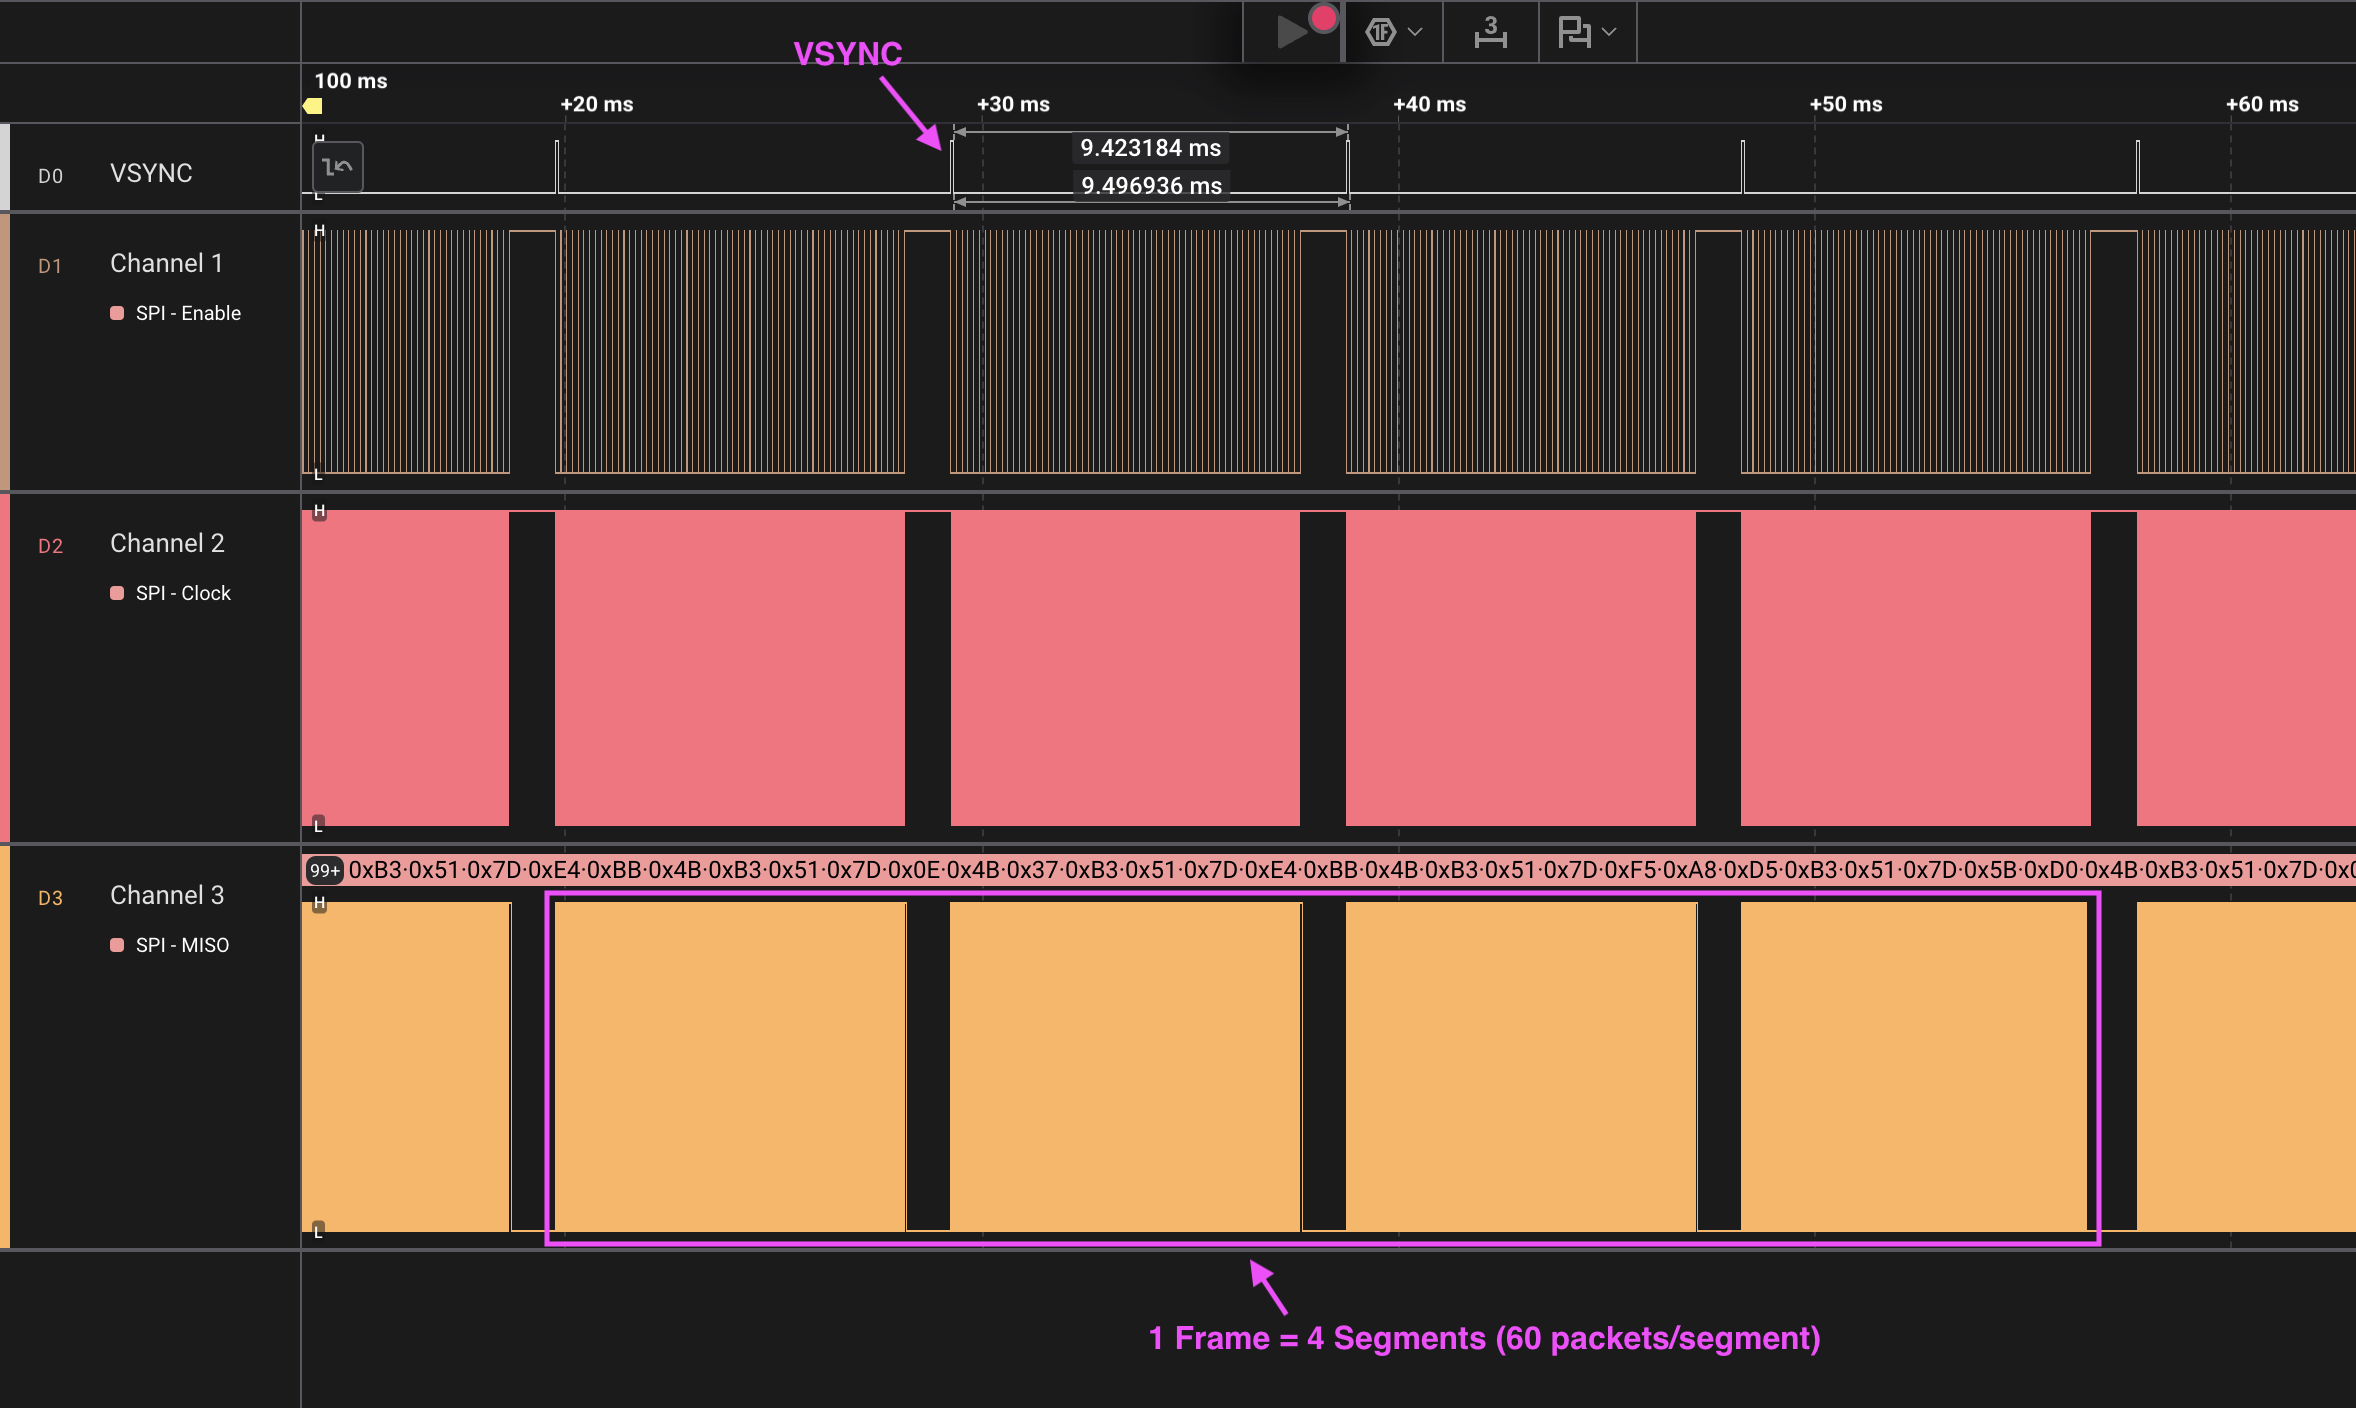 3
VSYNC
100 ms
+20 ms
+30 ms
+40 ms
+50 ms
+60 ms
D0 VSYNC
H
L
9.423184 ms
9.496936 ms
D1 Channel 1
SPI - Enable
H
L
D2 Channel 2
SPI - Clock
H
L
99+ 0xB3·0x51·0x7D·0xE4·0xBB·0x4B·0xB3·0x51·0x7D·0x0E·0x4B·0x37·0xB3·0x51·0x7D·0xE4·0xBB·0x4B·0xB3·0x51·0x7D·0xF5·0xA8·0xD5·0xB3·0x51·0x7D·0x5B·0xD0·0x4B·0xB3·0x51·0x7D
D3 Channel 3
SPI - MISO
H
L
1 Frame = 4 Segments (60 packets/segment)